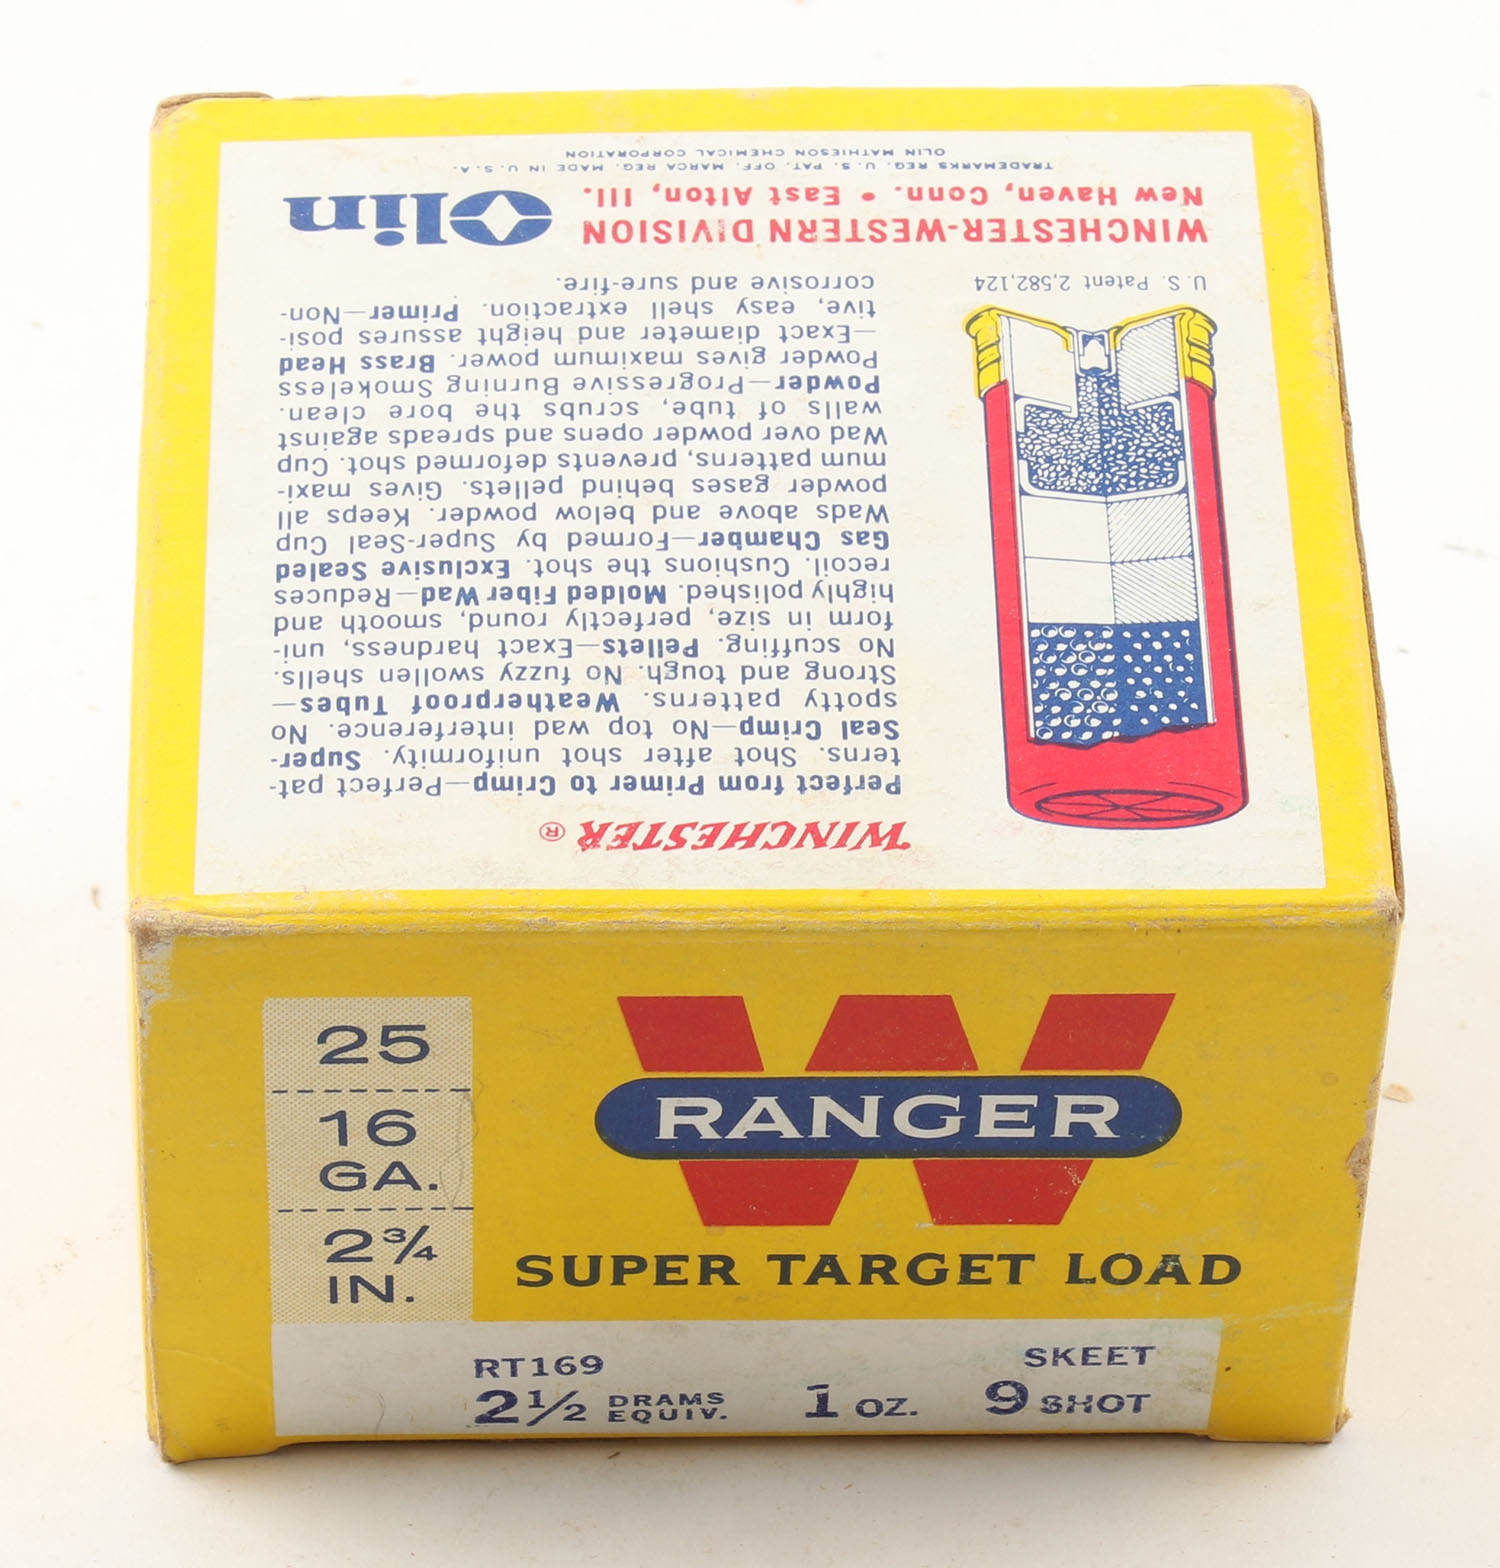 WINCHESTER ®
Perfect from Primer to Crimp—Perfect pat-
terns. Shot after shot uniformity. Super-
Seal Crimp—No top wad interference. No
spotty patterns. Weatherproof Tubes—
Strong and tough. No fuzzy swollen shells.
No scuffing. Pellets—Exact hardness, uni-
form in size, perfectly round, smooth and
highly polished. Molded Fiber Wad—Reduces
recoil. Cushions the shot. Exclusive Sealed
Gas Chamber—Formed by Super-Seal Cup
Wads above and below powder. Keeps all
powder gases behind pellets. Gives maxi-
mum patterns, prevents deformed shot. Cup
Wad over powder opens and spreads against
walls of tube, scrubs the bore clean.
Powder—Progressive Burning Smokeless
Powder gives maximum power. Brass Head
—Exact diameter and height assures posi-
tive, easy shell extraction. Primer—Non-
corrosive and sure-fire.
U. S. Patent 2,582,124
WINCHESTER-WESTERN DIVISION
New Haven, Conn. • East Alton, Ill.
Olin
TRADEMARKS REG. U. S. PAT. OFF. MARCA REG. MADE IN U. S. A.
OLIN MATHIESON CHEMICAL CORPORATION
25
16
GA.
2 3/4
IN.
W
RANGER
SUPER TARGET LOAD
RT169
SKEET
2 1/2 DRAMS EQUIV. 1 OZ. 9 SHOT